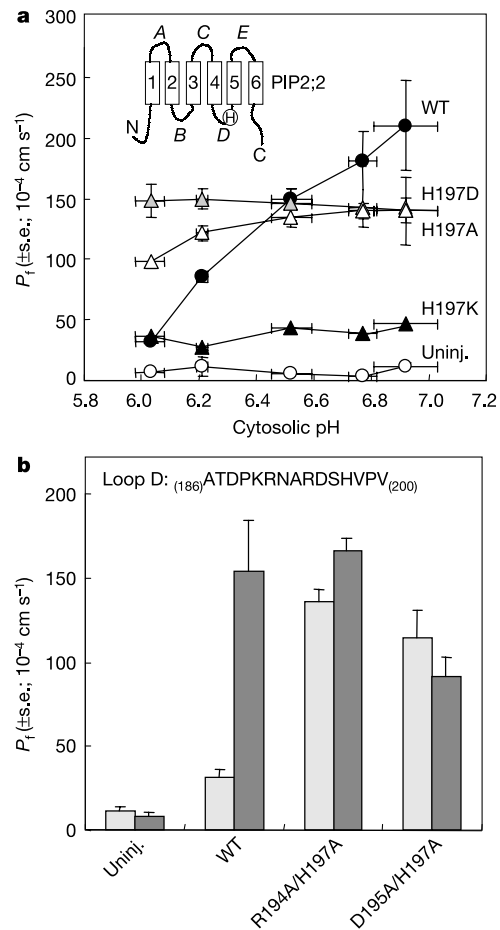 a
300
250
200
150
100
50
0
P_f (±s.e; 10⁻⁴ cm s⁻¹)
A C E
1 2 3 4 5 6 PIP2;2
N B D H C
WT
H197D
H197A
H197K
Uninj.
5.8 6.0 6.2 6.4 6.6 6.8 7.0 7.2
Cytosolic pH
b
Loop D: (186)ATDPKRNARDSHVPV(200)
200
150
100
50
0
P_f (±s.e; 10⁻⁴ cm s⁻¹)
Uninj.
WT
R194A/H197A
D195A/H197A